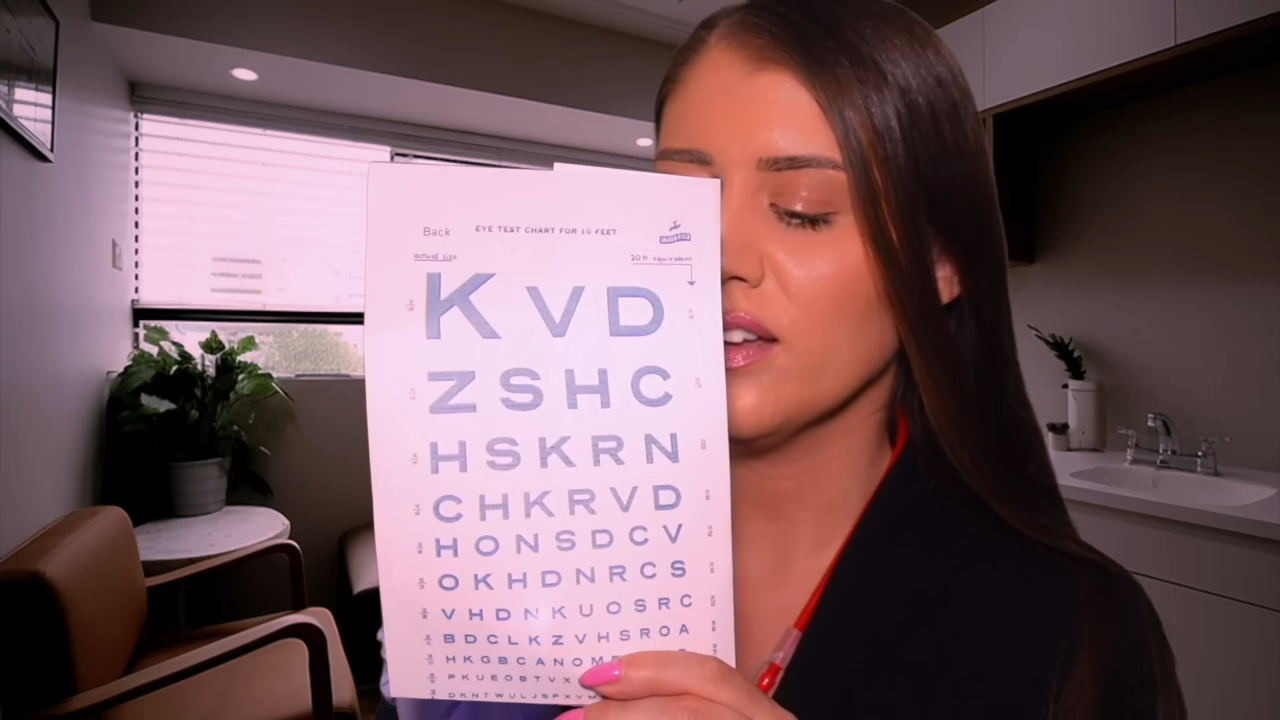 Back EYE TEST CHART FOR 10 FEET
actual size 20 ft. equivalent
K V D
Z S H C
H S K R N
C H K R V D
H O N S D C V
O K H D N R C S
V H D N K U O S R C
B D C L K Z V H S R O A
H K G B C A N O M
P K U E O B T V X
D K N T W U L J S P X V M